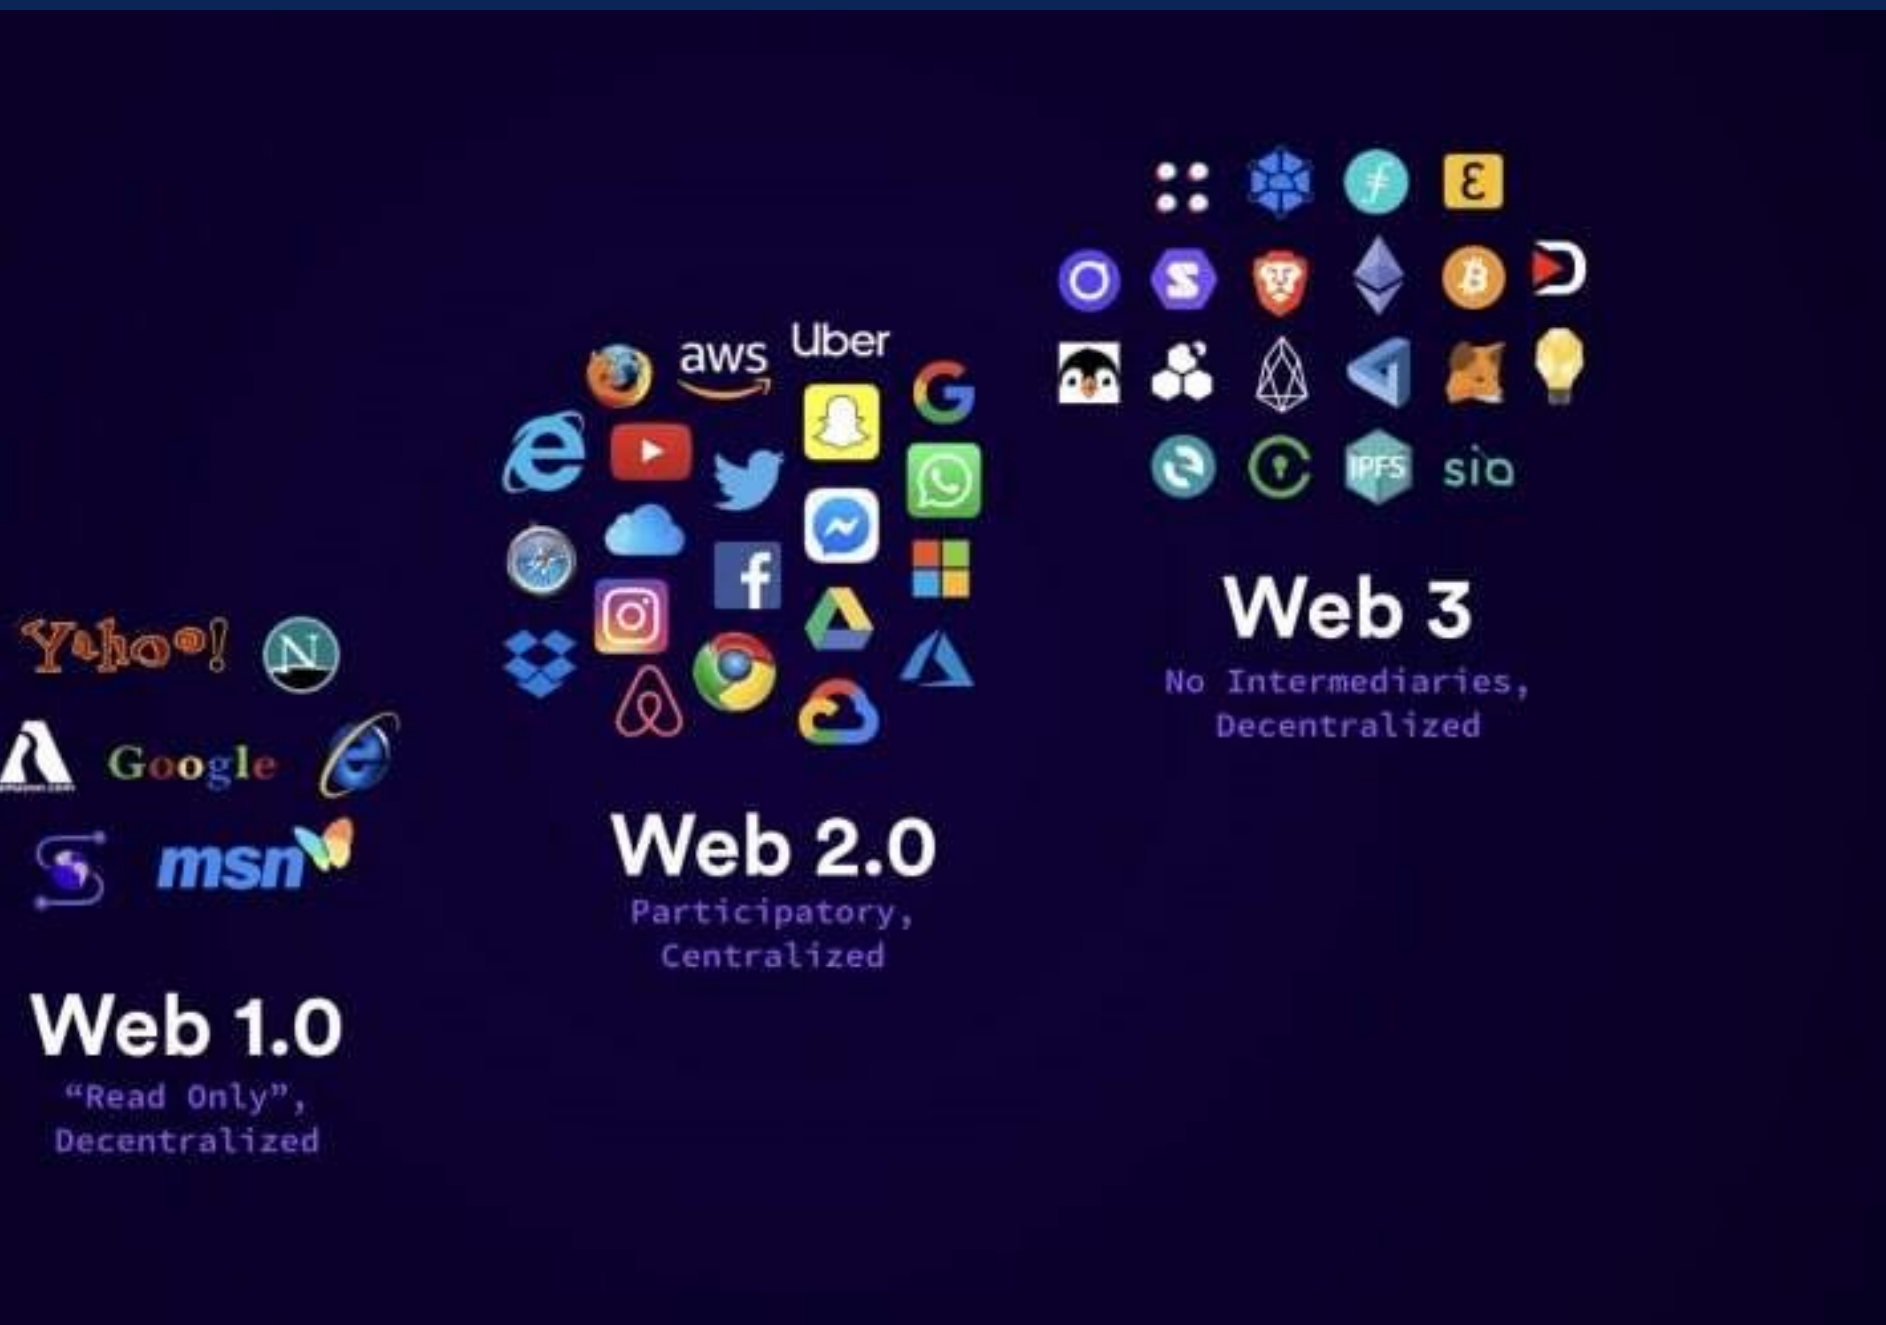 Yahoo!
N
Google
msn
Web 1.0
“Read Only”,
Decentralized
aws
Uber
G
e
f
Web 2.0
Participatory,
Centralized
ƒ
ε
S
B
IPFS
sia
Web 3
No Intermediaries,
Decentralized